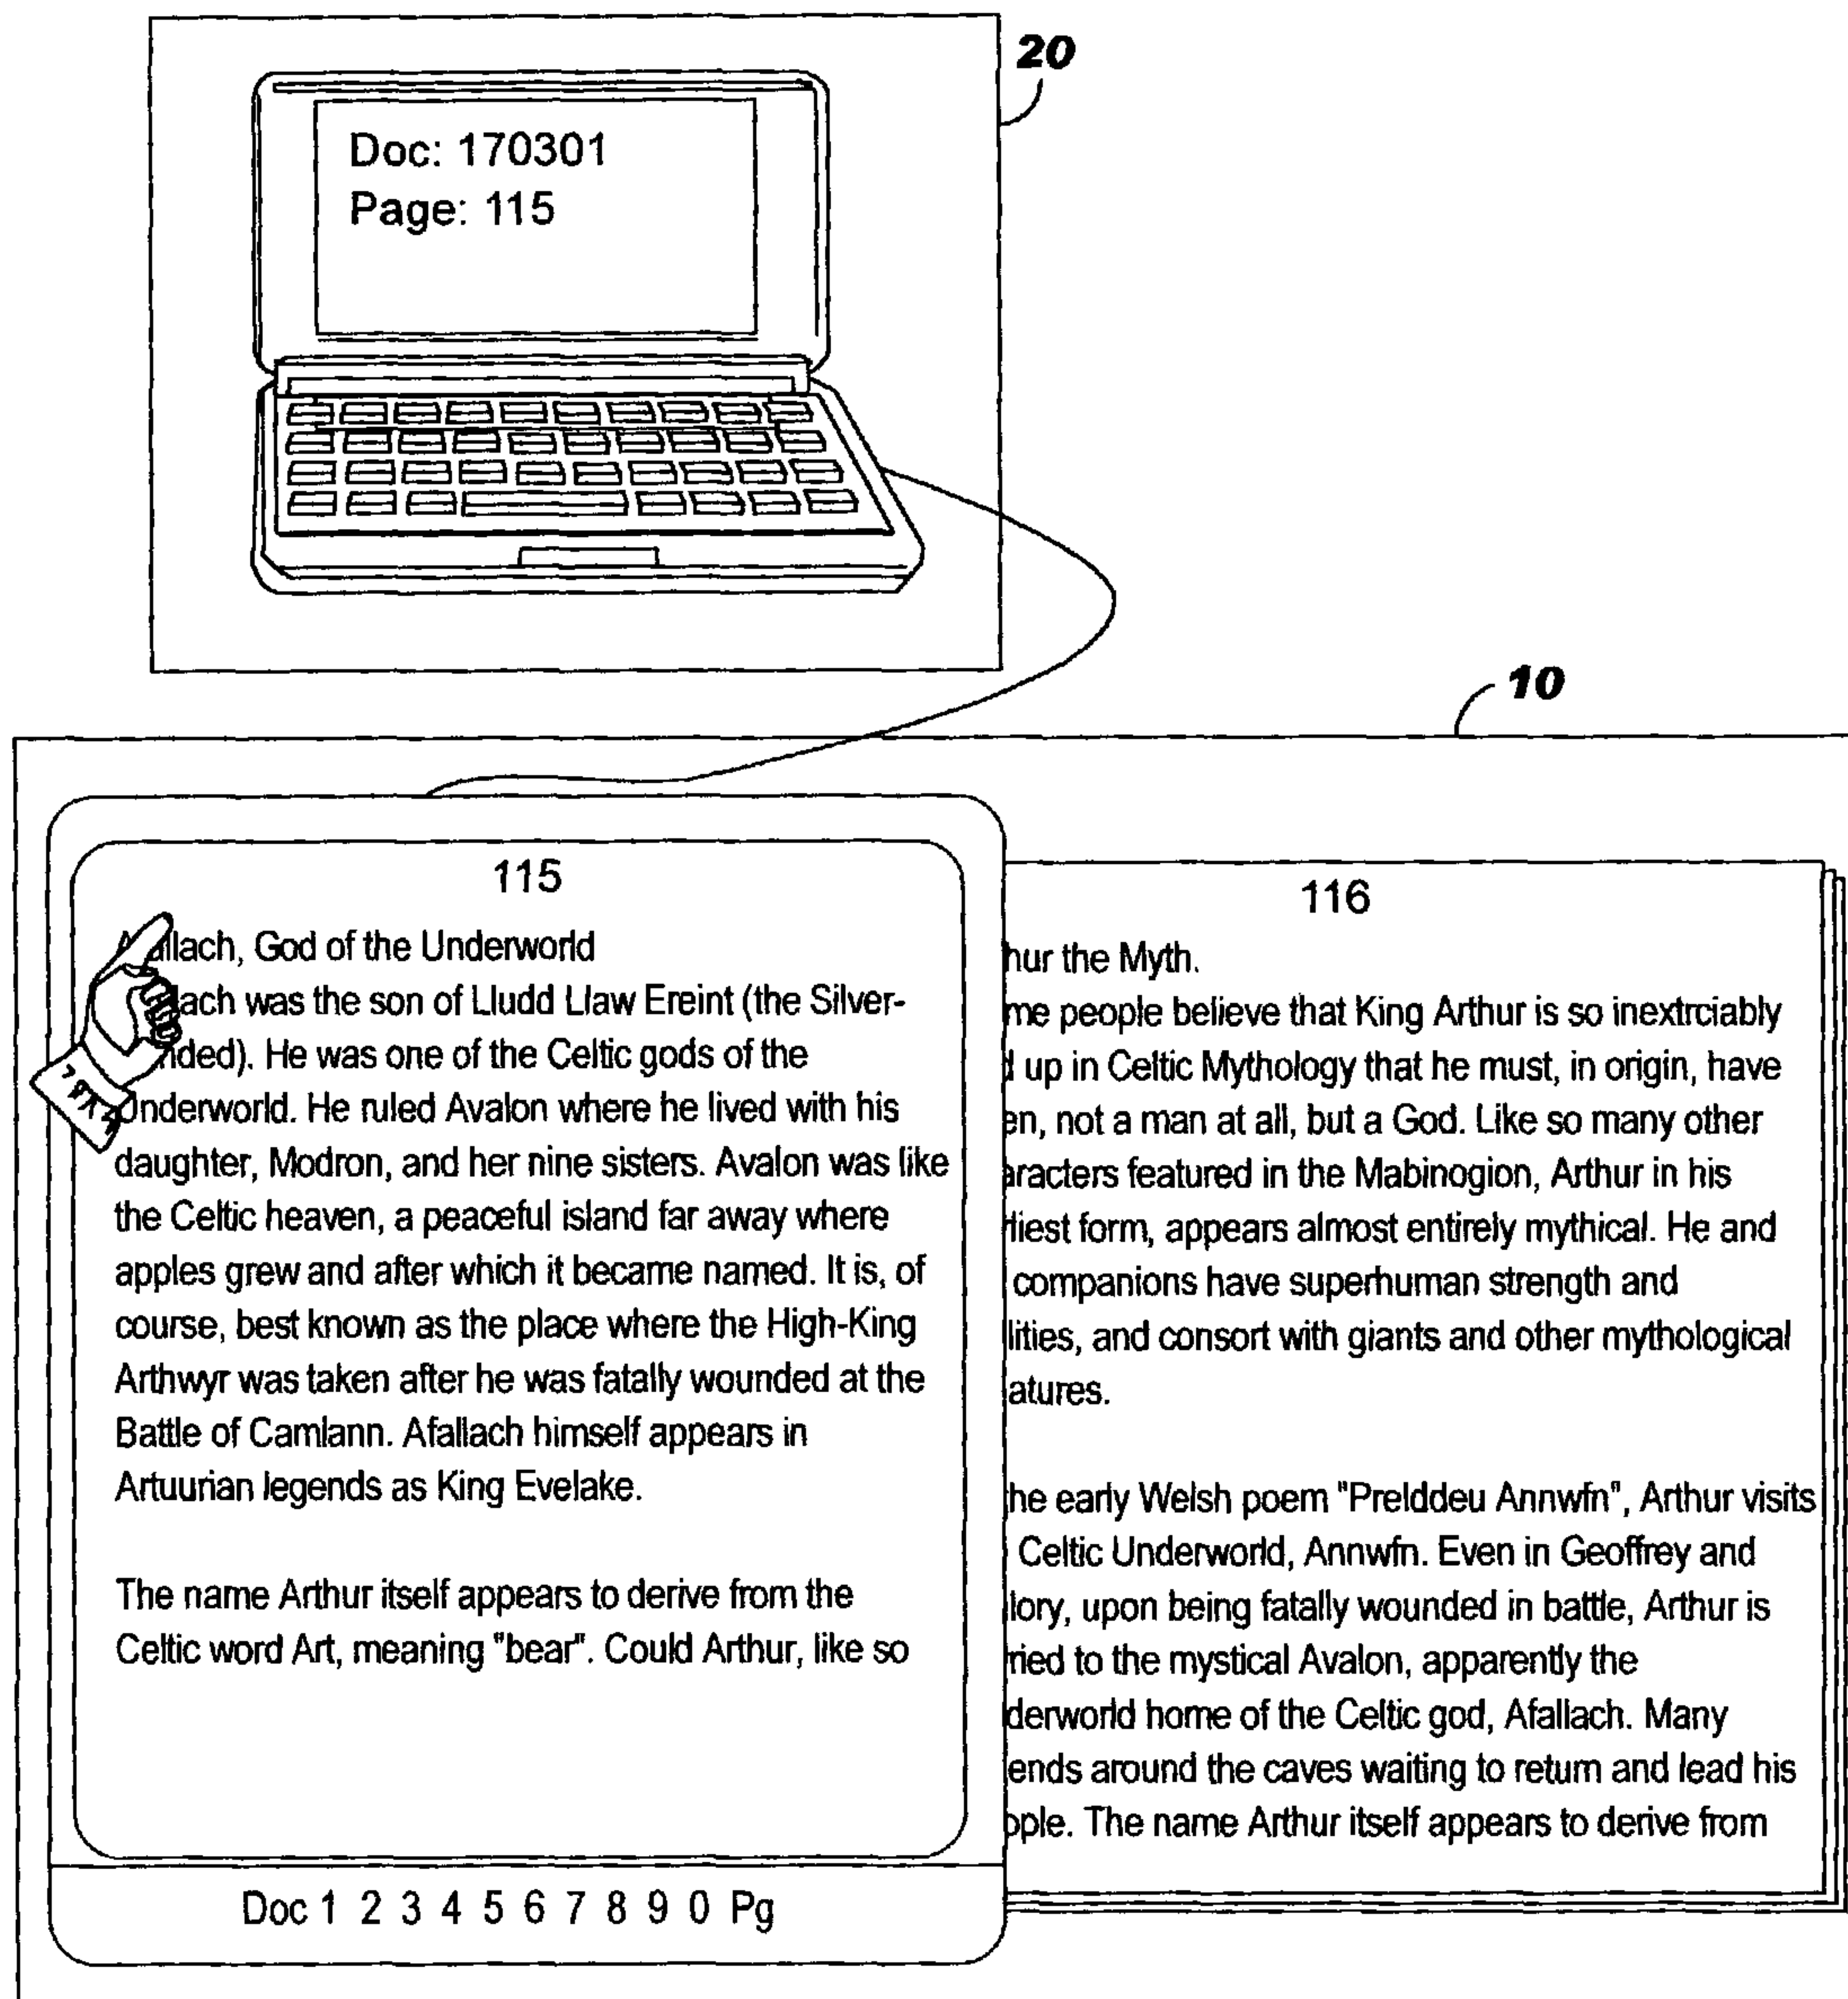 20
Doc: 170301
Page: 115
10
115
llach, God of the Underworld
lach was the son of Lludd Llaw Ereint (the Silver-
nded). He was one of the Celtic gods of the
Underworld. He ruled Avalon where he lived with his
daughter, Modron, and her nine sisters. Avalon was like
the Celtic heaven, a peaceful island far away where
apples grew and after which it became named. It is, of
course, best known as the place where the High-King
Arthwyr was taken after he was fatally wounded at the
Battle of Camlann. Afallach himself appears in
Artuurian legends as King Evelake.
The name Arthur itself appears to derive from the
Celtic word Art, meaning "bear". Could Arthur, like so
Doc 1 2 3 4 5 6 7 8 9 0 Pg
116
hur the Myth.
me people believe that King Arthur is so inextrciably
d up in Celtic Mythology that he must, in origin, have
en, not a man at all, but a God. Like so many other
aracters featured in the Mabinogion, Arthur in his
rliest form, appears almost entirely mythical. He and
companions have superhuman strength and
lities, and consort with giants and other mythological
atures.
he early Welsh poem "Prelddeu Annwfn", Arthur visits
Celtic Underworld, Annwfn. Even in Geoffrey and
lory, upon being fatally wounded in battle, Arthur is
ried to the mystical Avalon, apparently the
derworld home of the Celtic god, Afallach. Many
ends around the caves waiting to return and lead his
ople. The name Arthur itself appears to derive from